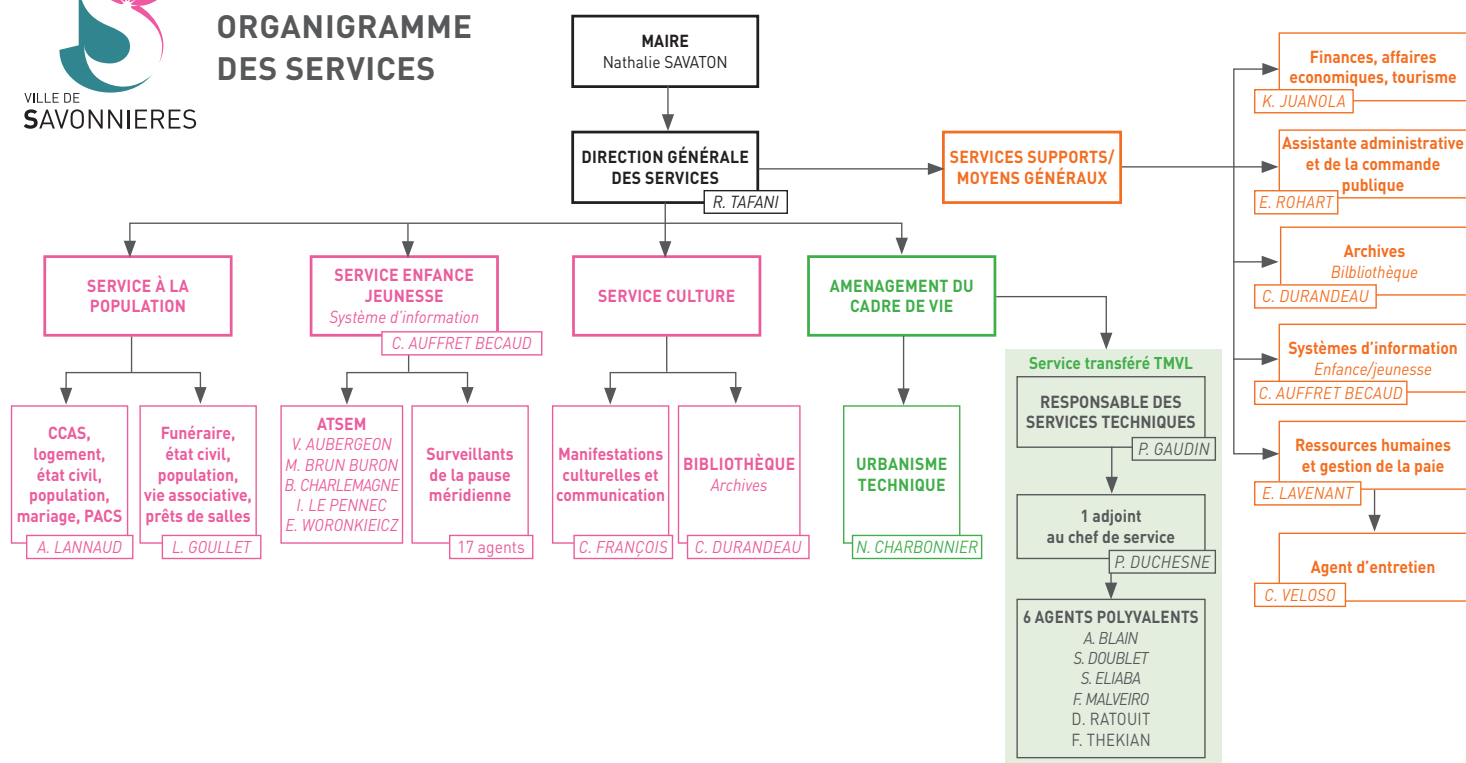 VILLE DE
SAVONNIERES
ORGANIGRAMME
DES SERVICES
MAIRE
Nathalie SAVATON
DIRECTION GÉNÉRALE
DES SERVICES
R. TAFANI
SERVICES SUPPORTS/
MOYENS GÉNÉRAUX
Finances, affaires
economiques, tourisme
K. JUANOLA
Assistante administrative
et de la commande
publique
E. ROHART
Archives
Bilbliothèque
C. DURANDEAU
Systèmes d'information
Enfance/jeunesse
C. AUFFRET BECAUD
Ressources humaines
et gestion de la paie
E. LAVENANT
Agent d'entretien
C. VELOSO
SERVICE À LA
POPULATION
CCAS,
logement,
état civil,
population,
mariage, PACS
A. LANNAUD
Funéraire,
état civil,
population,
vie associative,
prêts de salles
L. GOULLET
SERVICE ENFANCE
JEUNESSE
Système d'information
C. AUFFRET BECAUD
ATSEM
V. AUBERGEON
M. BRUN BURON
B. CHARLEMAGNE
I. LE PENNEC
E. WORONKIEICZ
Surveillants
de la pause
méridienne
17 agents
SERVICE CULTURE
Manifestations
culturelles et
communication
C. FRANÇOIS
BIBLIOTHÈQUE
Archives
C. DURANDEAU
AMENAGEMENT DU
CADRE DE VIE
URBANISME
TECHNIQUE
N. CHARBONNIER
Service transféré TMVL
RESPONSABLE DES
SERVICES TECHNIQUES
P. GAUDIN
1 adjoint
au chef de service
P. DUCHESNE
6 AGENTS POLYVALENTS
A. BLAIN
S. DOUBLET
S. ELIABA
F. MALVEIRO
D. RATOUIT
F. THEKIAN